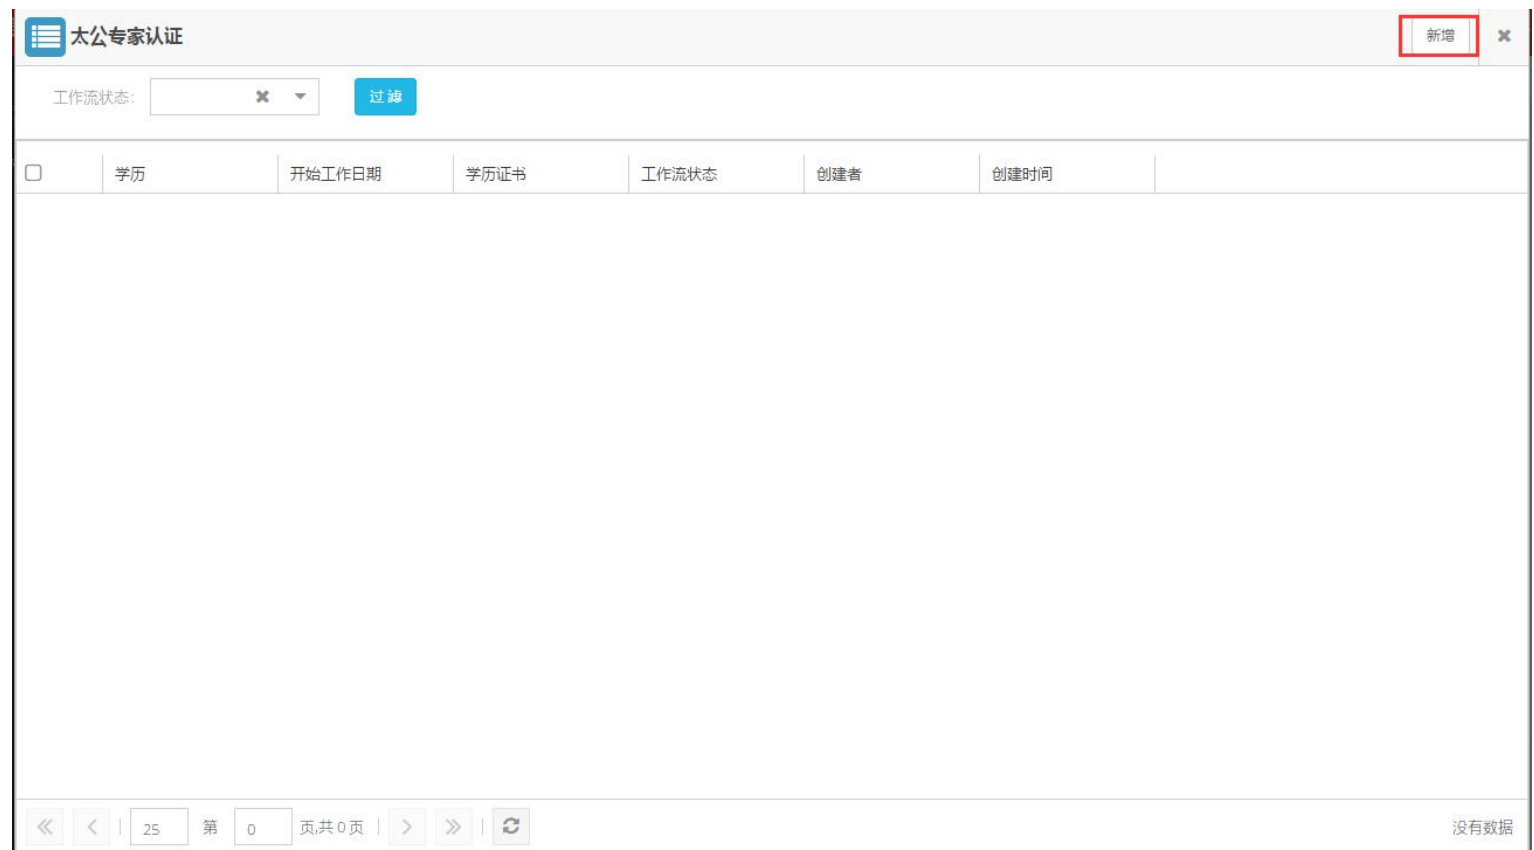 太公专家认证 新增
工作流状态: 过滤
学历 开始工作日期 学历证书 工作流状态 创建者 创建时间
25 第 0 页,共 0 页 没有数据